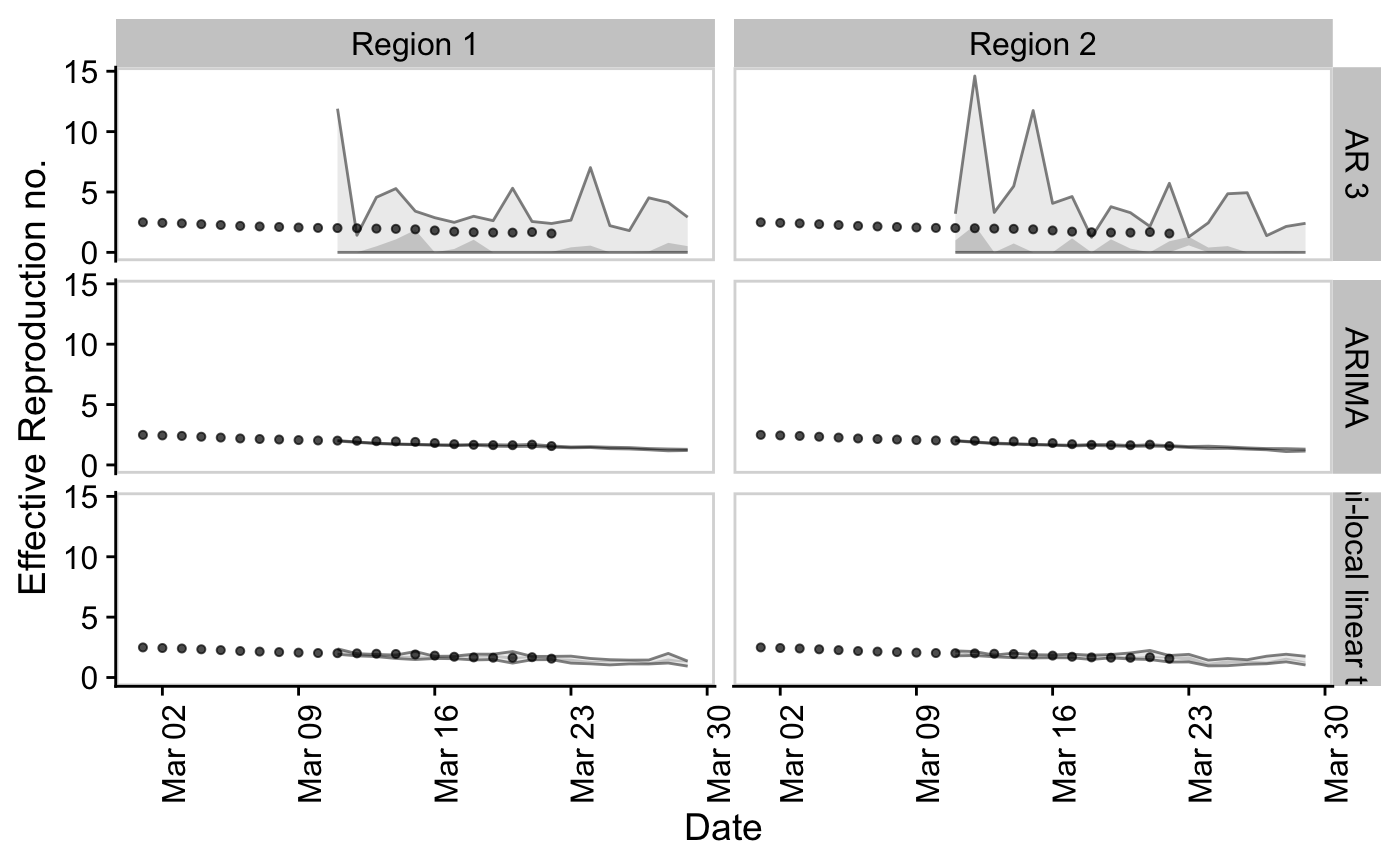 Region 1
Region 2
Effective Reproduction no.
15
10
5
0
AR 3
15
10
5
0
ARIMA
15
10
5
0
i-local linear t
Mar 02
Mar 09
Mar 16
Mar 23
Mar 30
Mar 02
Mar 09
Mar 16
Mar 23
Mar 30
Date